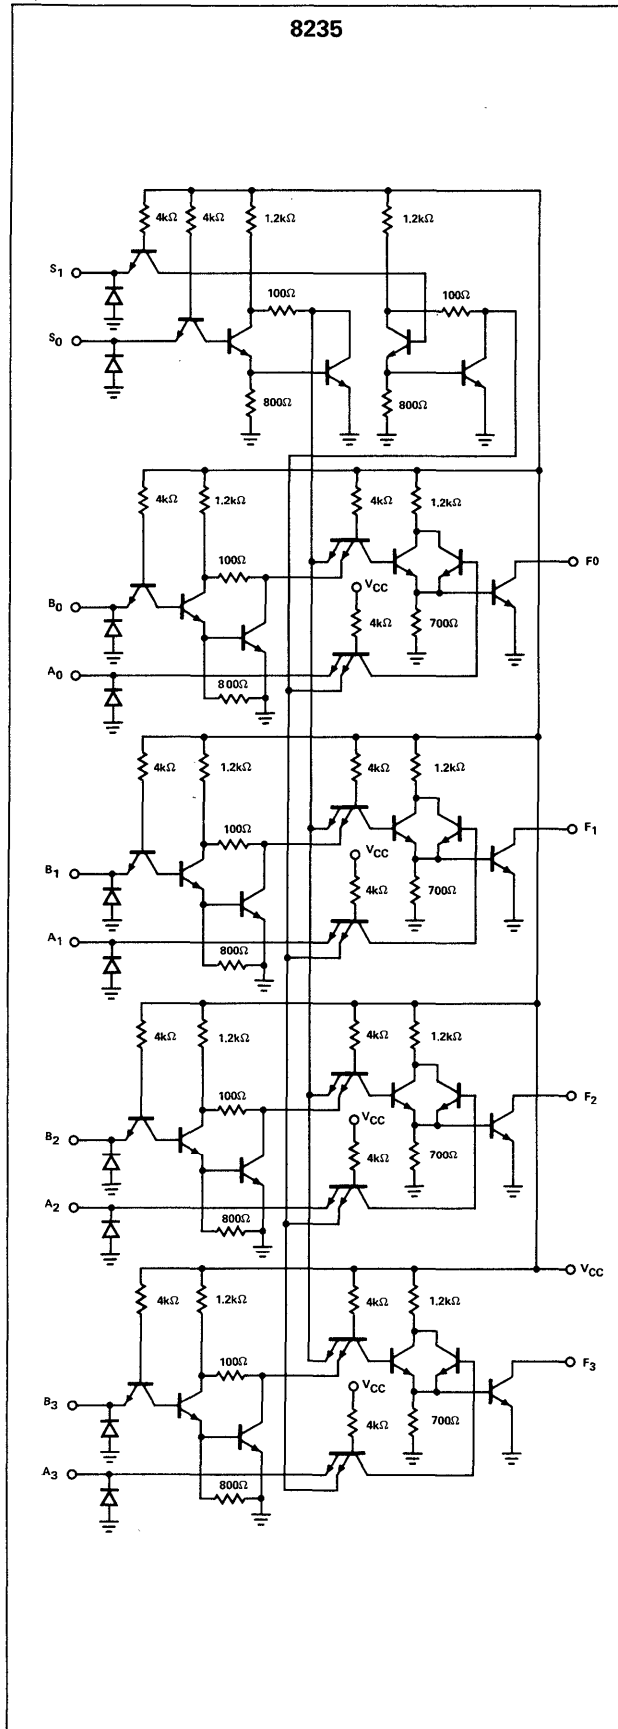 8235
4kΩ 4kΩ 1.2kΩ 1.2kΩ
S1
100Ω 100Ω
S0
800Ω 800Ω
4kΩ 1.2kΩ 4kΩ 1.2kΩ
100Ω F0
VCC
B0
4kΩ 700Ω
A0
800Ω
4kΩ 1.2kΩ 4kΩ 1.2kΩ
100Ω F1
VCC
B1
4kΩ 700Ω
A1
800Ω
4kΩ 1.2kΩ 4kΩ 1.2kΩ
100Ω F2
VCC
B2
4kΩ 700Ω
A2
800Ω
VCC
4kΩ 1.2kΩ 4kΩ 1.2kΩ
100Ω F3
VCC
B3
4kΩ 700Ω
A3
800Ω